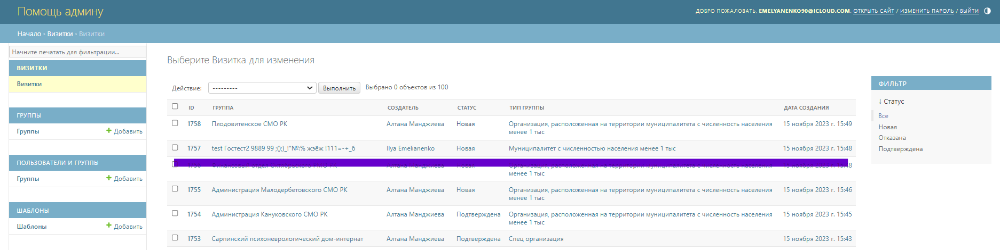 Помощь админу
ДОБРО ПОЖАЛОВАТЬ, EMELYANENKO90@ICLOUD.COM. ОТКРЫТЬ САЙТ / ИЗМЕНИТЬ ПАРОЛЬ / ВЫЙТИ
Начало › Визитки › Визитки
Начните печатать для фильтрации...
ВИЗИТКИ
Визитки
ГРУППЫ
Группы + Добавить
ПОЛЬЗОВАТЕЛИ И ГРУППЫ
Группы + Добавить
ШАБЛОНЫ
Шаблоны + Добавить
Выберите Визитка для изменения
Действие: --------- Выполнить Выбрано 0 объектов из 100
ID ГРУППА СОЗДАТЕЛЬ СТАТУС ТИП ГРУППЫ ДАТА СОЗДАНИЯ
1758 Плодовитенское СМО РК Алтана Манджиева Новая Организация, расположенная на территории муниципалитета с численность населения 15 ноября 2023 г. 15:49
менее 1 тыс
1757 test Гостест2 9889 99 ;();)_!"№:% жэёж !111=-+_6 Ilya Emelianenko Новая Муниципалитет с численностью населения менее 1 тыс 15 ноября 2023 г. 15:48
менее 1 тыс
1755 Администрация Малодербетовского СМО РК Алтана Манджиева Новая Организация, расположенная на территории муниципалитета с численность населения 15 ноября 2023 г. 15:46
менее 1 тыс
1754 Администрация Кануковского СМО РК Алтана Манджиева Подтверждена Организация, расположенная на территории муниципалитета с численность населения 15 ноября 2023 г. 15:45
менее 1 тыс
1753 Сарпинский психоневрологический дом-интернат Алтана Манджиева Подтверждена Спец организация 15 ноября 2023 г. 15:43
ФИЛЬТР
↓ Статус
Все
Новая
Отказана
Подтверждена